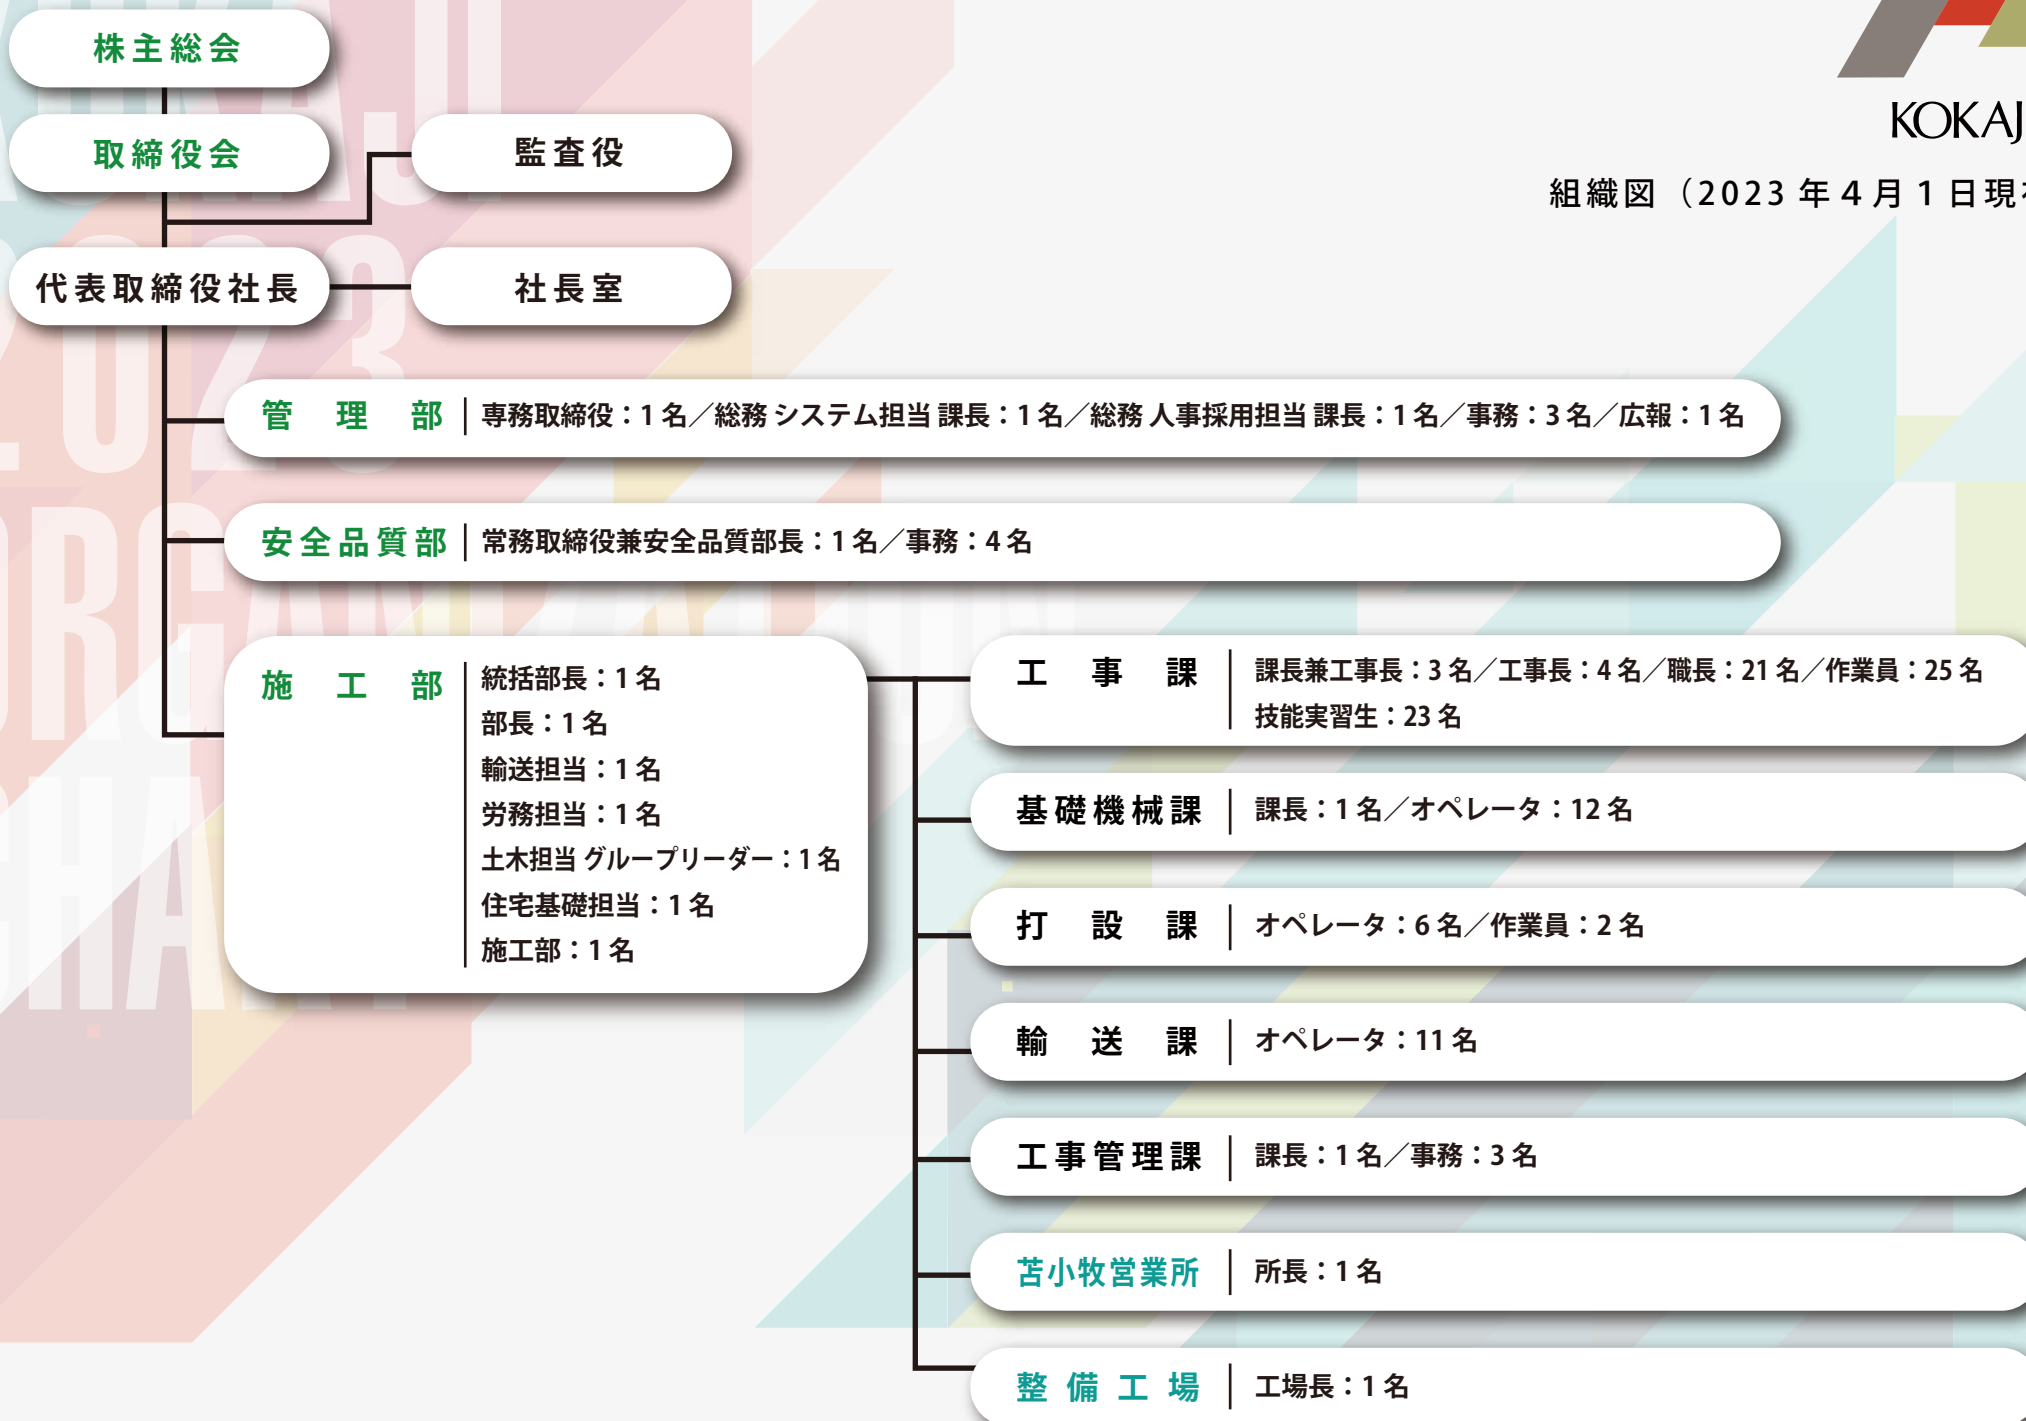 株主総会
取締役会
監査役
KOKAJ
組織図（2023年4月1日現
代表取締役社長
社長室
管理部 専務取締役：1名／総務 システム担当 課長：1名／総務 人事採用担当 課長：1名／事務：3名／広報：1名
安全品質部 常務取締役兼安全品質部長：1名／事務：4名
施工部
統括部長：1名
部長：1名
輸送担当：1名
労務担当：1名
土木担当 グループリーダー：1名
住宅基礎担当：1名
施工部：1名
工事課 課長兼工事長：3名／工事長：4名／職長：21名／作業員：25名
技能実習生：23名
基礎機械課 課長：1名／オペレータ：12名
打設課 オペレータ：6名／作業員：2名
輸送課 オペレータ：11名
工事管理課 課長：1名／事務：3名
苫小牧営業所 所長：1名
整備工場 工場長：1名
KOKAJI
2023
ORGANIZATION
CHART